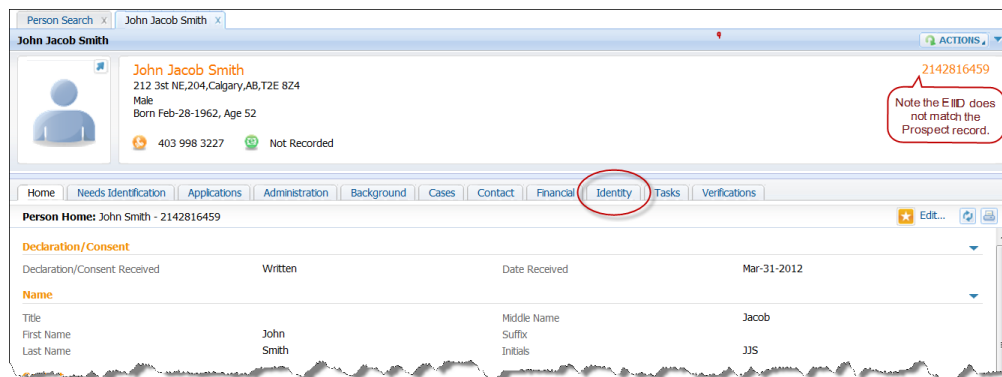 Person Search x John Jacob Smith x
John Jacob Smith ACTIONS
John Jacob Smith 2142816459
212 3st NE,204,Calgary,AB,T2E 8Z4
Male
Born Feb-28-1962, Age 52
403 998 3227 Not Recorded
Note the EIID does
not match the
Prospect record.
Home Needs Identification Applications Administration Background Cases Contact Financial Identity Tasks Verifications
Person Home: John Smith - 2142816459 Edit...
Declaration/Consent
Declaration/Consent Received Written Date Received Mar-31-2012
Name
Title Middle Name Jacob
First Name John Suffix
Last Name Smith Initials JJS